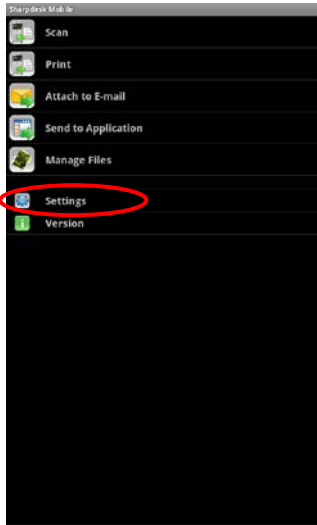 Sharpdesk Mobile
Scan
Print
Attach to E-mail
Send to Application
Manage Files
Settings
Version